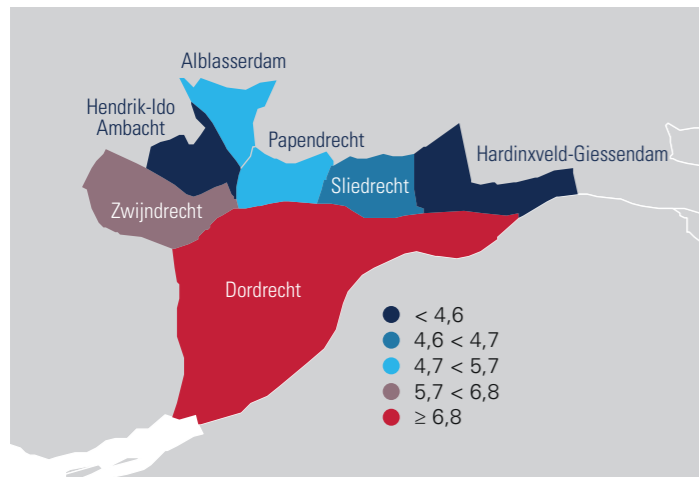 Alblasserdam
Hendrik-Ido
Ambacht
Papendrecht
Hardinxveld-Giessendam
Sliedrecht
Zwijndrecht
Dordrecht
< 4,6
4,6 < 4,7
4,7 < 5,7
5,7 < 6,8
≥ 6,8